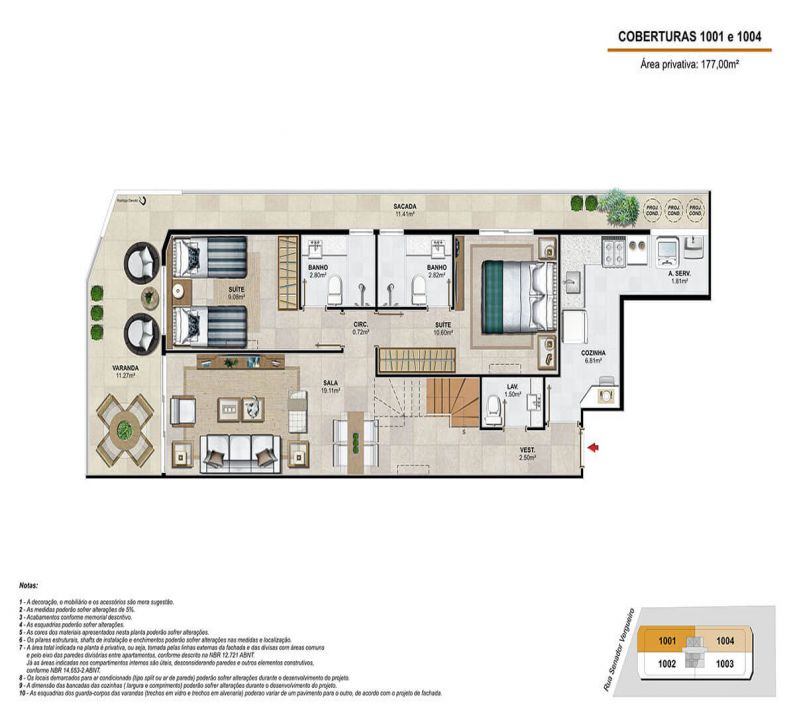 COBERTURAS 1001 e 1004
Área privativa: 177,00m²
SACADA
11.41m²
PROJ. COND.
PROJ. COND.
PROJ. COND.
BANHO
2.80m²
BANHO
2.82m²
SUÍTE
9.08m²
A. SERV.
1.61m²
CIRC.
0.72m²
SUÍTE
10.60m²
COZINHA
6.81m²
VARANDA
11.27m²
SALA
19.11m²
LAV.
1.50m²
S
VEST.
2.50m²
Notas:
1 - A decoração, o mobiliário e os acessórios são mera sugestão.
2 - As medidas poderão sofrer alterações de 5%.
3 - Acabamentos conforme memorial descritivo.
4 - As esquadrias poderão sofrer alterações.
5 - As cores dos materiais apresentados nesta planta poderão sofrer alterações.
6 - Os pilares estruturais, shafts de instalação e enchimentos poderão sofrer alterações nas medidas e localização.
7 - A área total indicada na planta é privativa, ou seja, tomada pelas linhas externas da fachada e das divisas com áreas comuns
e pelo eixo das paredes divisórias entre apartamentos, conforme descrito na NBR 12.721 ABNT.
Já as áreas indicadas nos compartimentos internos são úteis, desconsiderando paredes e outros elementos construtivos,
conforme NBR 14.653-2 ABNT.
8 - Os locais demarcados para ar condicionado (tipo split ou ar de parede) poderão sofrer alterações durante o desenvolvimento do projeto.
9 - A dimensão das bancadas das cozinhas ( largura e comprimento) poderão sofrer alterações durante o desenvolvimento do projeto.
10 - As esquadrias dos guarda-corpos das varandas (trechos em vidro e trechos em alvenaria) poderao variar de um pavimento para o outro, de acordo com o projeto de fachada.
Rua Senador Vergueiro
1001
1004
1002
1003